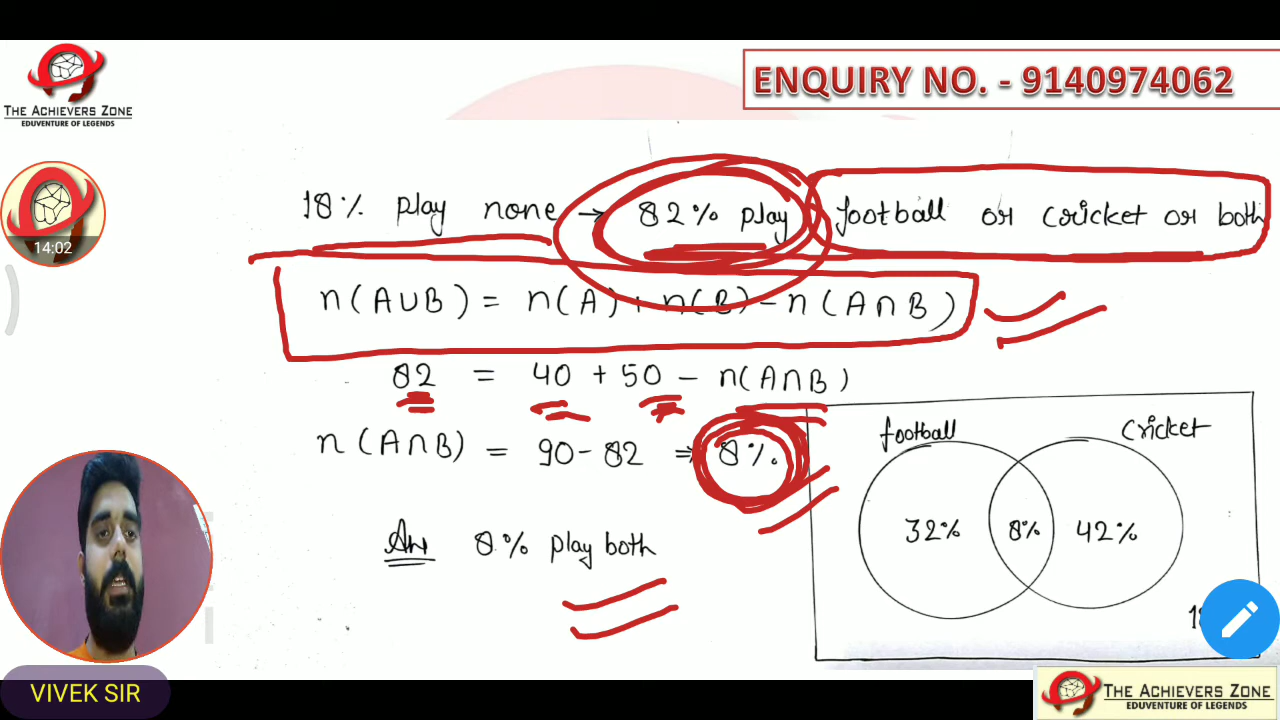 THE ACHIEVERS ZONE
EDUVENTURE OF LEGENDS
ENQUIRY NO. - 9140974062
14:02
18% play none → 82% play football or cricket or both
n(A∪B) = n(A) + n(B) - n(A∩B)
82 = 40 + 50 - n(A∩B)
n(A∩B) = 90 - 82 ⇒ 8%.
Ans 8% play both
football cricket
32% 8% 42%
VIVEK SIR
THE ACHIEVERS ZONE
EDUVENTURE OF LEGENDS